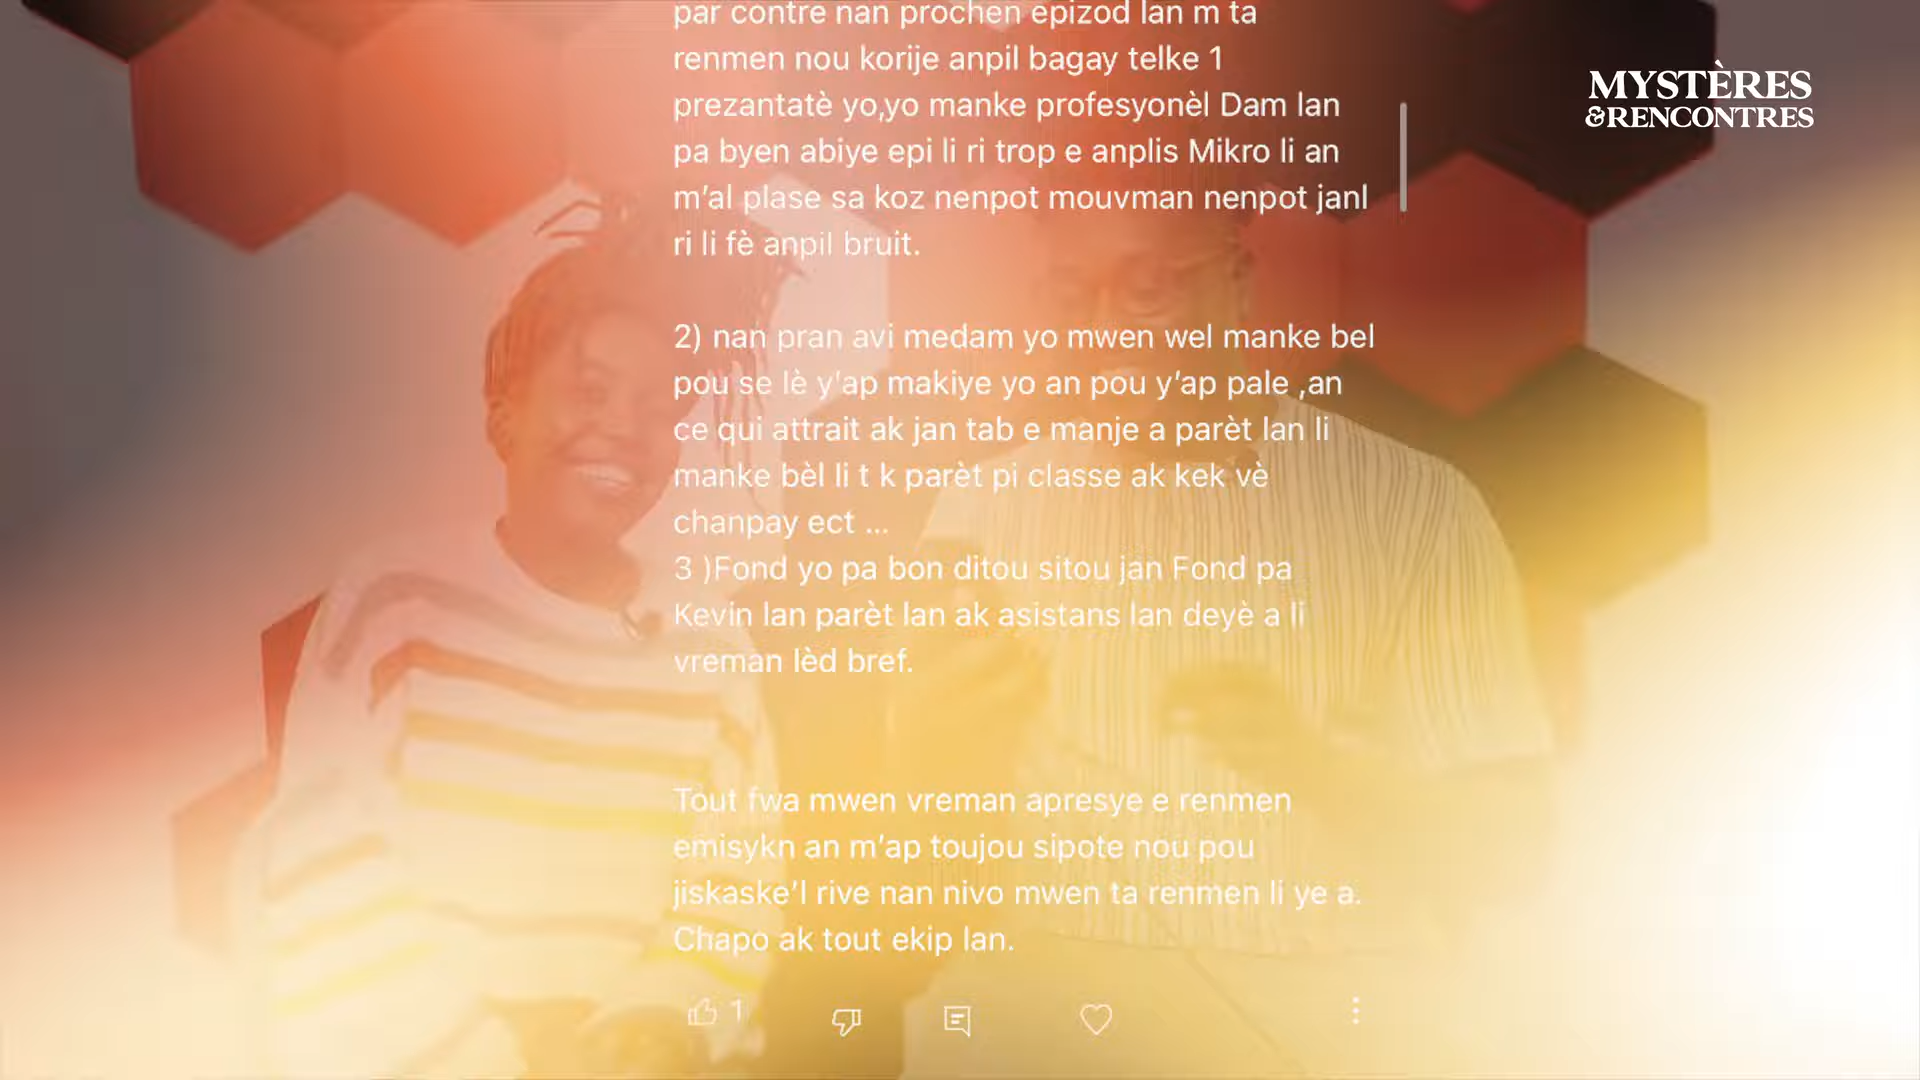 par contre nan prochen epizod lan m ta
renmen nou korije anpil bagay telke 1
prezantatè yo,yo manke profesyonèl Dam lan
pa byen abiye epi li ri trop e anplis Mikro li an
m'al plase sa koz nenpot mouvman nenpot janl
ri li fè anpil bruit.
2) nan pran avi medam yo mwen wel manke bel
pou se lè y'ap makiye yo an pou y'ap pale ,an
ce qui attrait ak jan tab e manje a parèt lan li
manke bèl li t k parèt pi classe ak kek vè
chanpay ect ...
3 )Fond yo pa bon ditou sitou jan Fond pa
Kevin lan parèt lan ak asistans lan deyè a li
vreman lèd bref.
Tout fwa mwen vreman apresye e renmen
emisykn an m'ap toujou sipote nou pou
jiskaske'l rive nan nivo mwen ta renmen li ye a.
Chapo ak tout ekip lan.
1
MYSTÈRES
&RENCONTRES